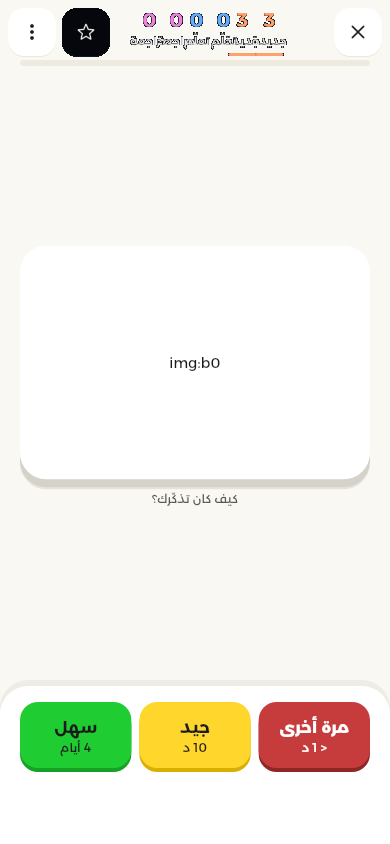 3 3 0 0 0 0
img:b0
كيف كان تذكّرك؟
مرة أخرى
< 1 د
جيد
10 د
سهل
4 أيام